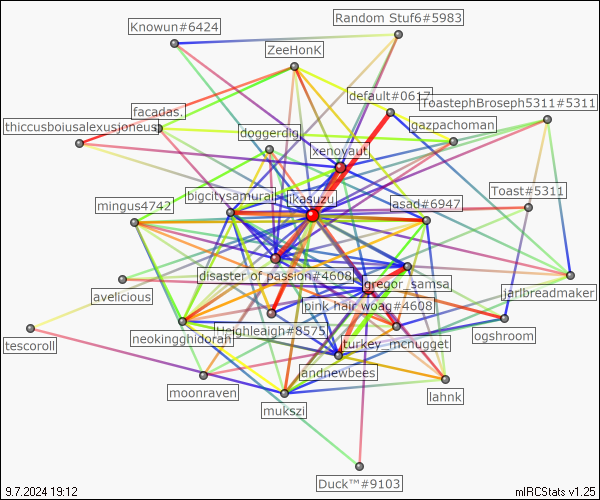 Random Stuf6#5983
Knowun#6424
ZeeHonK
default#0617
ToastephBroseph5311#5311
facadas.
thiccusboiusalexusjoneus
doggerdig
gazpachoman
xenovaut
bigcitysamurai
ikasuzu
Toast#5311
mingus4742
asad#6947
disaster of passion#4608
gregor_samsa
avelicious
jarlbreadmaker
pink hair woag#4608
Heighleigh#8575
neokingghidorah
ogshroom
tescoroll
turkey_mcnugget
andnewbees
moonraven
lahnk
mukszi
Duck™#9103
9.7.2024 19:12
mIRCStats v1.25